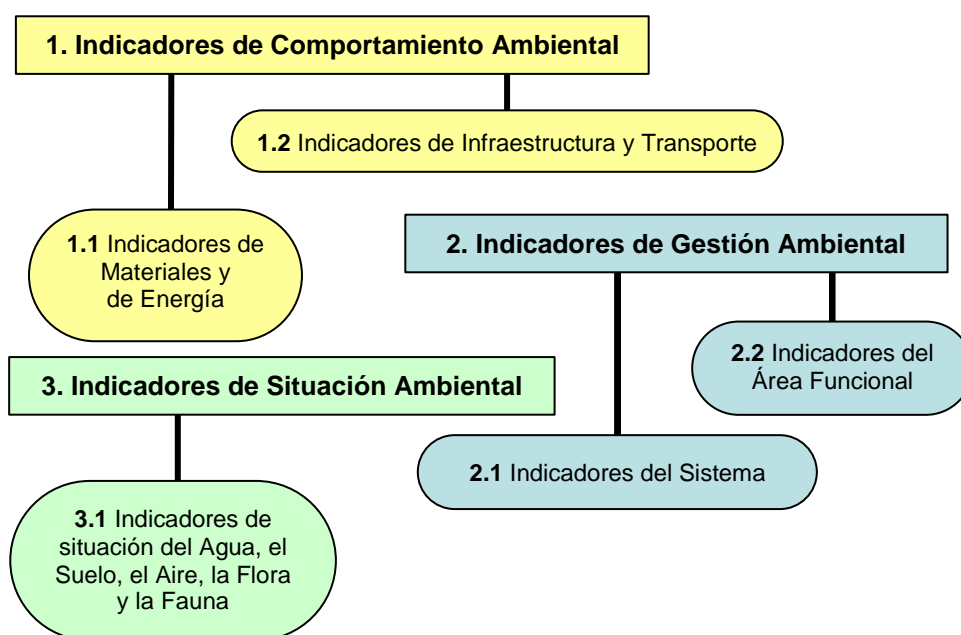 1. Indicadores de Comportamiento Ambiental
1.2 Indicadores de Infraestructura y Transporte
1.1 Indicadores de
Materiales y
de Energía
2. Indicadores de Gestión Ambiental
2.2 Indicadores del
Área Funcional
3. Indicadores de Situación Ambiental
2.1 Indicadores del Sistema
3.1 Indicadores de
situación del Agua, el
Suelo, el Aire, la Flora
y la Fauna